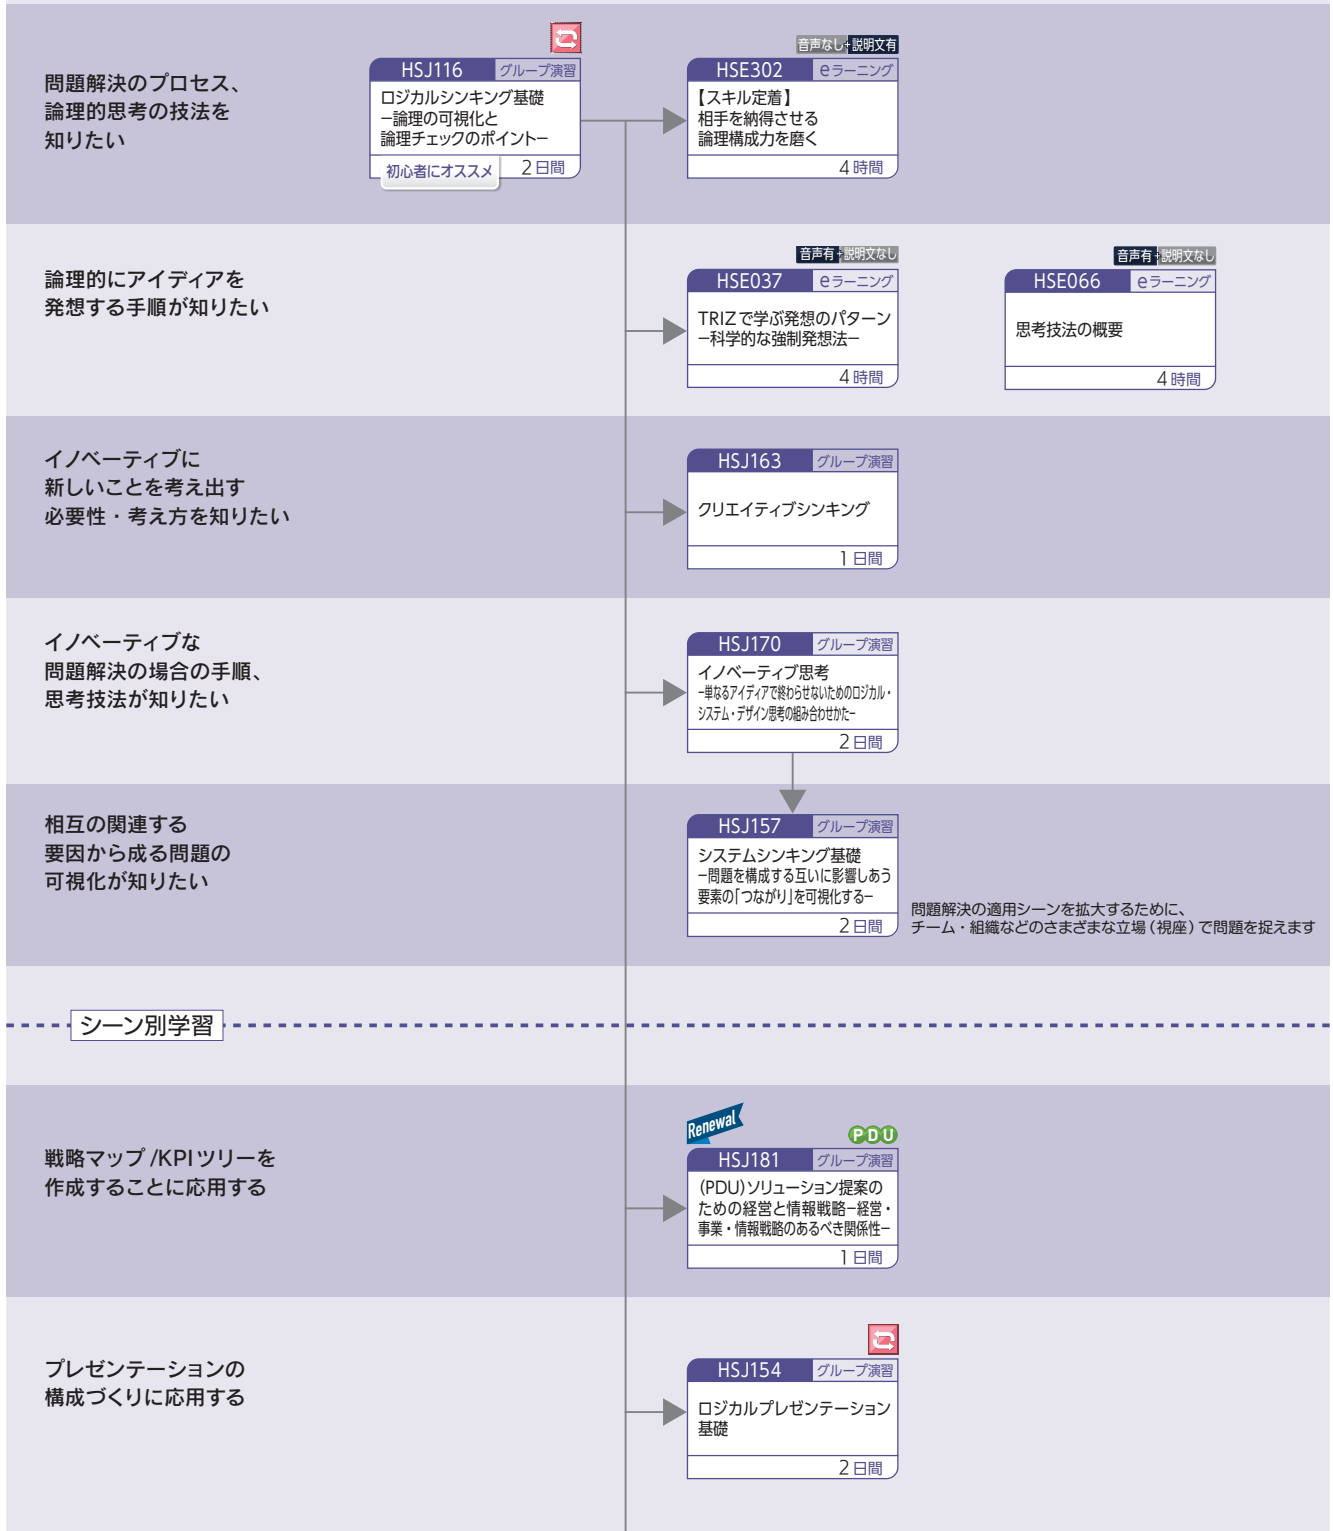 問題解決のプロセス、
論理的思考の技法を
知りたい
HSJ116 グループ演習
ロジカルシンキング基礎
−論理の可視化と
論理チェックのポイント−
初心者にオススメ 2日間
音声なし+説明文有
HSE302 eラーニング
【スキル定着】
相手を納得させる
論理構成力を磨く
4時間
論理的にアイディアを
発想する手順が知りたい
音声有+説明文なし
HSE037 eラーニング
TRIZで学ぶ発想のパターン
−科学的な強制発想法−
4時間
音声有+説明文なし
HSE066 eラーニング
思考技法の概要
4時間
イノベーティブに
新しいことを考え出す
必要性・考え方を知りたい
HSJ163 グループ演習
クリエイティブシンキング
1日間
イノベーティブな
問題解決の場合の手順、
思考技法が知りたい
HSJ170 グループ演習
イノベーティブ思考
−単なるアイディアで終わらせないためのロジカル・
システム・デザイン思考の組み合わせかた−
2日間
相互の関連する
要因から成る問題の
可視化が知りたい
HSJ157 グループ演習
システムシンキング基礎
−問題を構成する互いに影響しあう
要素の「つながり」を可視化する−
2日間
問題解決の適用シーンを拡大するために、
チーム・組織などのさまざまな立場（視座）で問題を捉えます
シーン別学習
戦略マップ/KPIツリーを
作成することに応用する
Renewal
PDU
HSJ181 グループ演習
(PDU)ソリューション提案の
ための経営と情報戦略−経営・
事業・情報戦略のあるべき関係性−
1日間
プレゼンテーションの
構成づくりに応用する
HSJ154 グループ演習
ロジカルプレゼンテーション
基礎
2日間